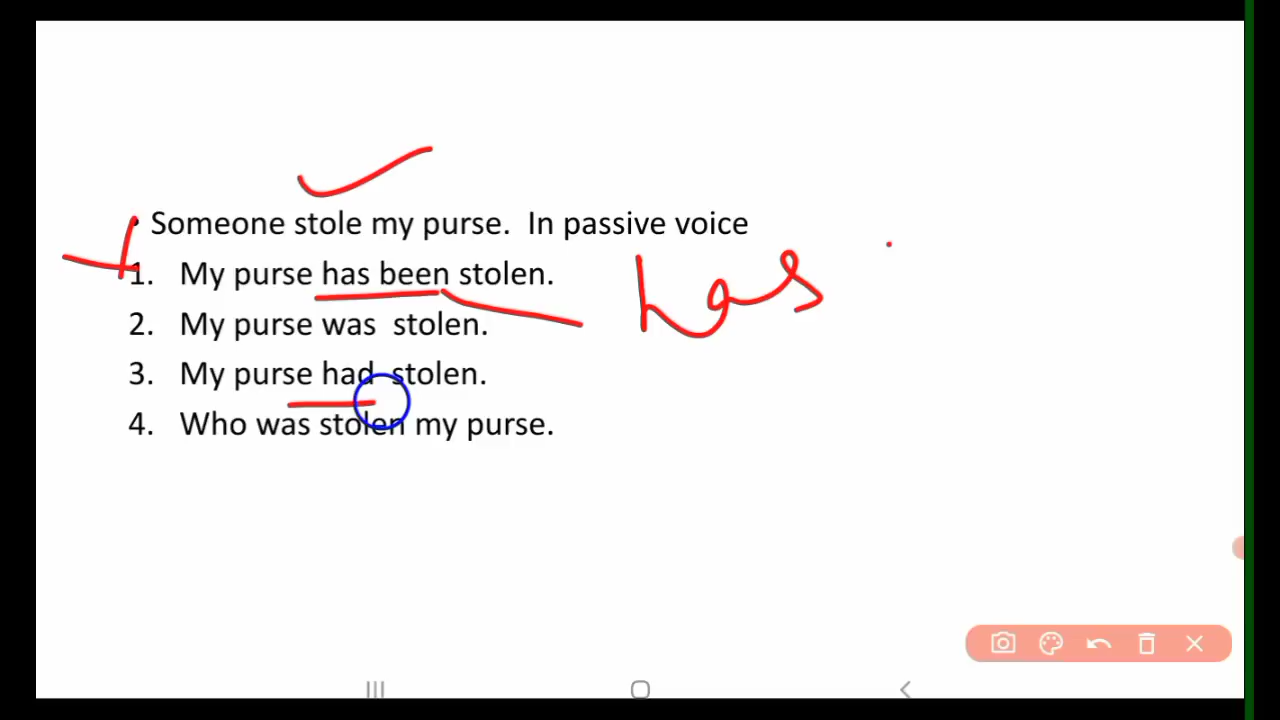 • Someone stole my purse.  In passive voice
1. My purse has been stolen.
2. My purse was  stolen.
3. My purse had  stolen.
4. Who was stolen my purse.
has